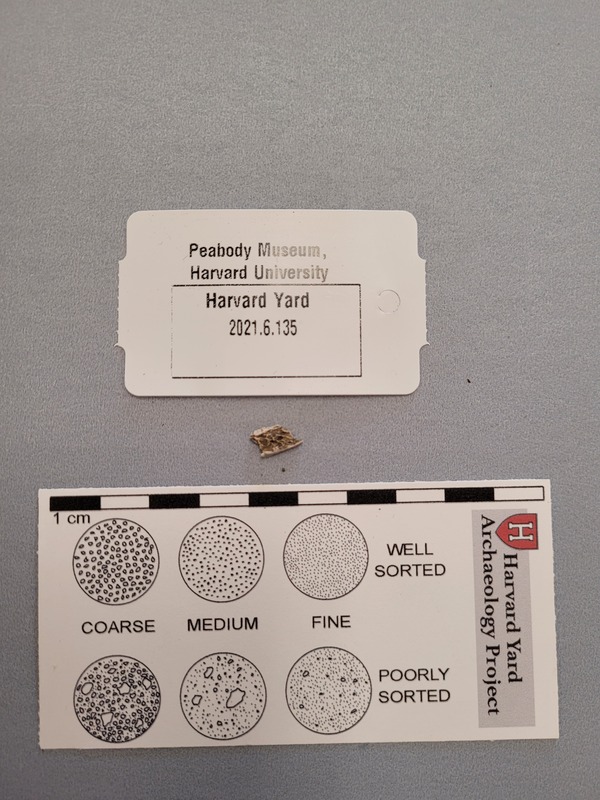 Peabody Museum,
Harvard University
Harvard Yard
2021.6.135
1 cm
WELL
SORTED
COARSE
MEDIUM
FINE
POORLY
SORTED
H
Harvard Yard
Archaeology Project